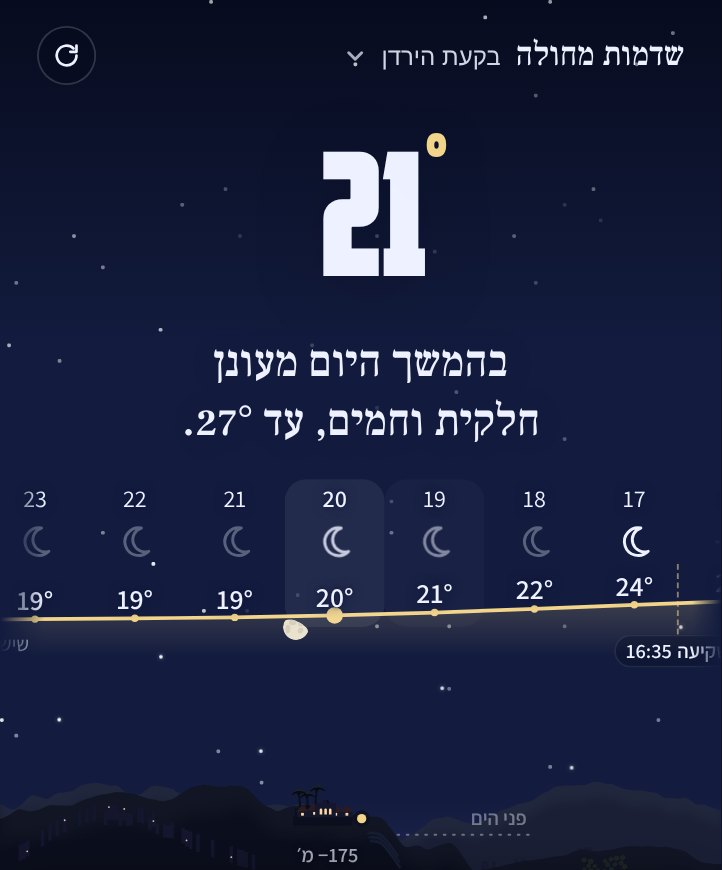 שדמות מחולה בקעת הירדן
21°
בהמשך היום מעונן
חלקית וחמים, עד 27°.
17 18 19 20 21 22 23
24° 22° 21° 20° 19° 19° 19°
16:35
פני הים
−175 מ׳